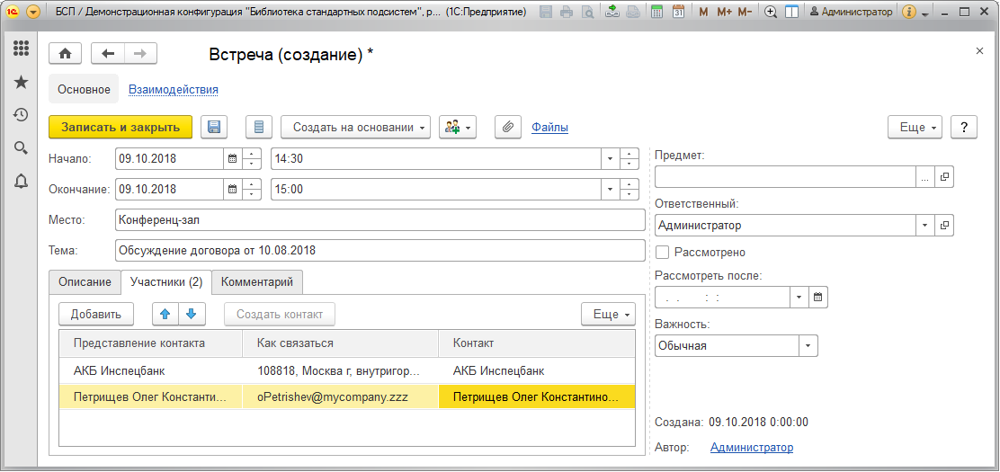 БСП / Демонстрационная конфигурация "Библиотека стандартных подсистем", р... (1С:Предприятие) M M+ M- Администратор
Встреча (создание) *
Основное Взаимодействия
Записать и закрыть Создать на основании Файлы Еще ?
Начало: 09.10.2018 14:30
Окончание: 09.10.2018 15:00
Место: Конференц-зал
Тема: Обсуждение договора от 10.08.2018
Описание Участники (2) Комментарий
Добавить Создать контакт Еще
Представление контакта Как связаться Контакт
АКБ Инспецбанк 108818, Москва г, внутригор... АКБ Инспецбанк
Петрищев Олег Константи... oPetrishev@mycompany.zzz Петрищев Олег Константино...
Предмет:
...
Ответственный:
Администратор
Рассмотрено
Рассмотреть после:
. . : :
Важность:
Обычная
Создана: 09.10.2018 0:00:00
Автор: Администратор